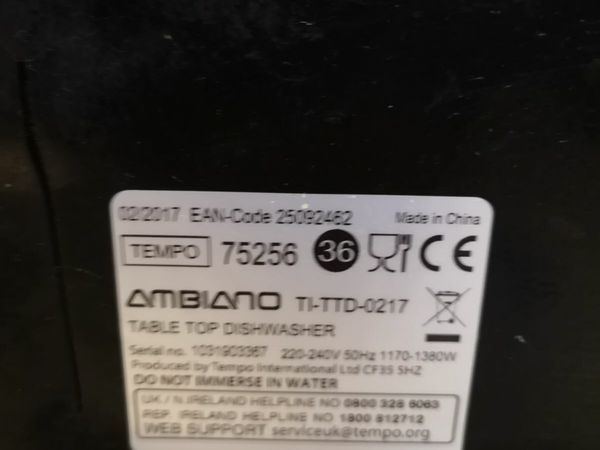 02/2017 EAN-Code 25092462 Made in China
TEMPO 75256 36 CE
AMBIANO TI-TTD-0217
TABLE TOP DISHWASHER
Serial no. 1031903367 220-240V 50Hz 1170-1380W
Produced by Tempo International Ltd CF35 5HZ
DO NOT IMMERSE IN WATER
UK / N.IRELAND HELPLINE NO 0800 328 6063
REP. IRELAND HELPLINE NO 1800 812712
WEB SUPPORT serviceuk@tempo.org